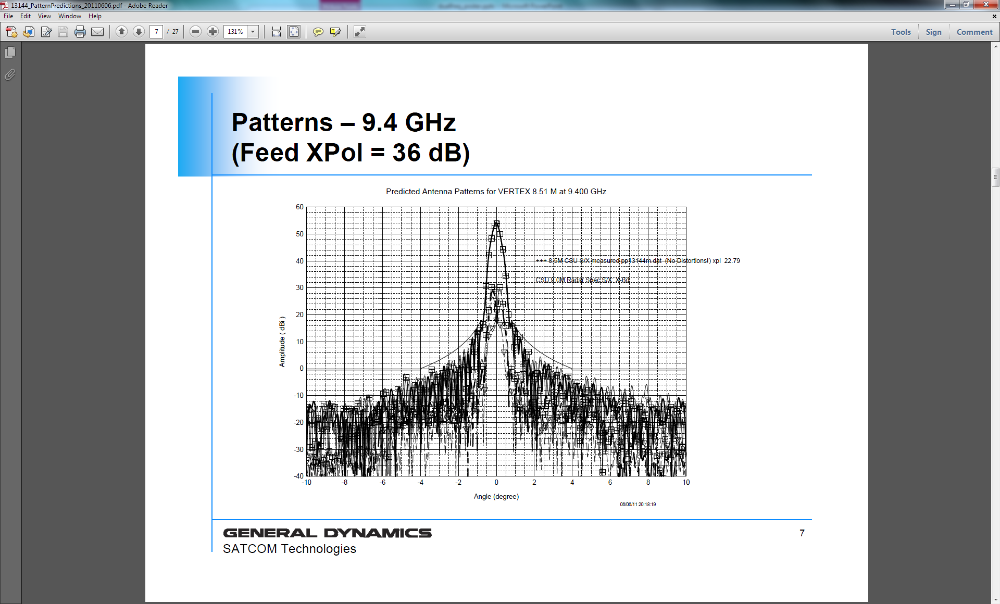 13144_PatternPredictions_20110606.pdf - Adobe Reader
File Edit View Window Help
7 / 27 131% Tools Sign Comment
Patterns – 9.4 GHz
(Feed XPol = 36 dB)
Predicted Antenna Patterns for VERTEX 8.51 M at 9.400 GHz
60
50
40
30
20
10
0
-10
-20
-30
-40
Amplitude ( dBi )
+++ 8.5M CSU S/X measured pp13144m.dat (No Distortions!) xpl 22.79
CSU 9.0M Radar Spec S/X: X-Bd
-10 -8 -6 -4 -2 0 2 4 6 8 10
Angle (degree)
06/06/11 20:18:19
GENERAL DYNAMICS
SATCOM Technologies
7